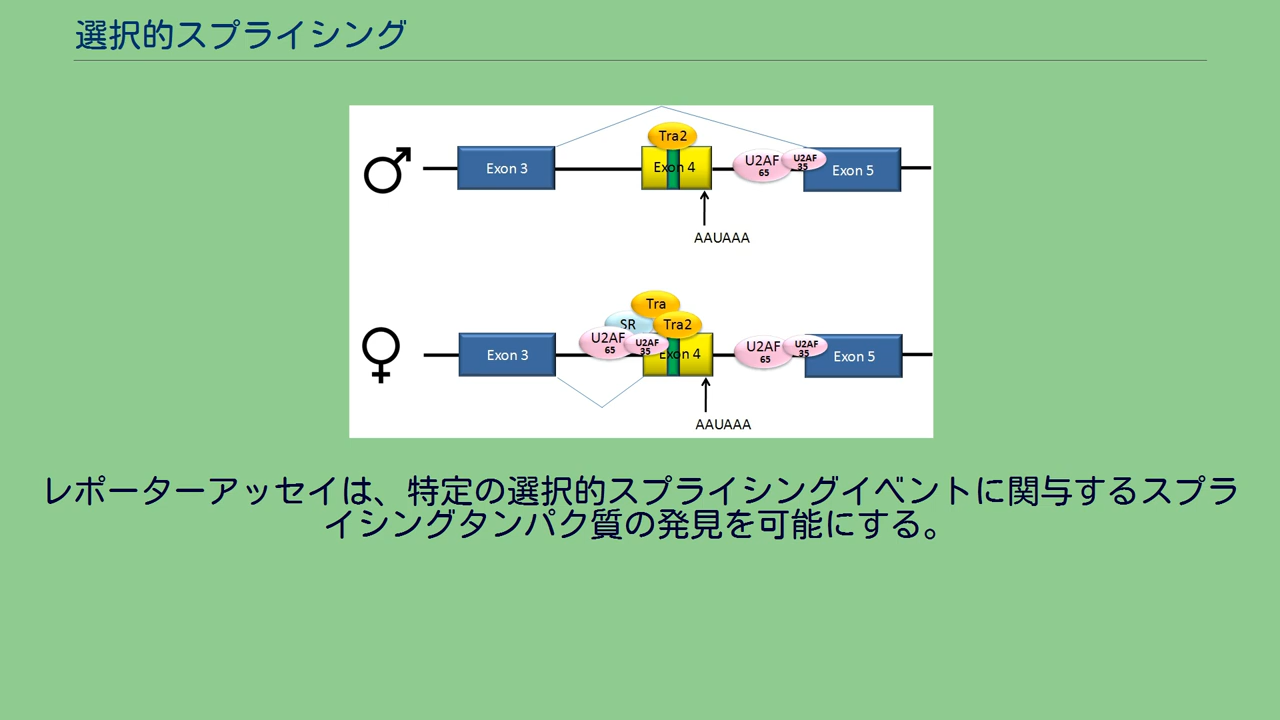 選択的スプライシング
Tra2
Exon 3
Exon 4
U2AF
65
U2AF
35
Exon 5
AAUAAA
Tra
SR
Tra2
U2AF
65
U2AF
35
Exon 3
Exon 4
U2AF
65
U2AF
35
Exon 5
AAUAAA
レポーターアッセイは、特定の選択的スプライシングイベントに関与するスプラ
イシングタンパク質の発見を可能にする。